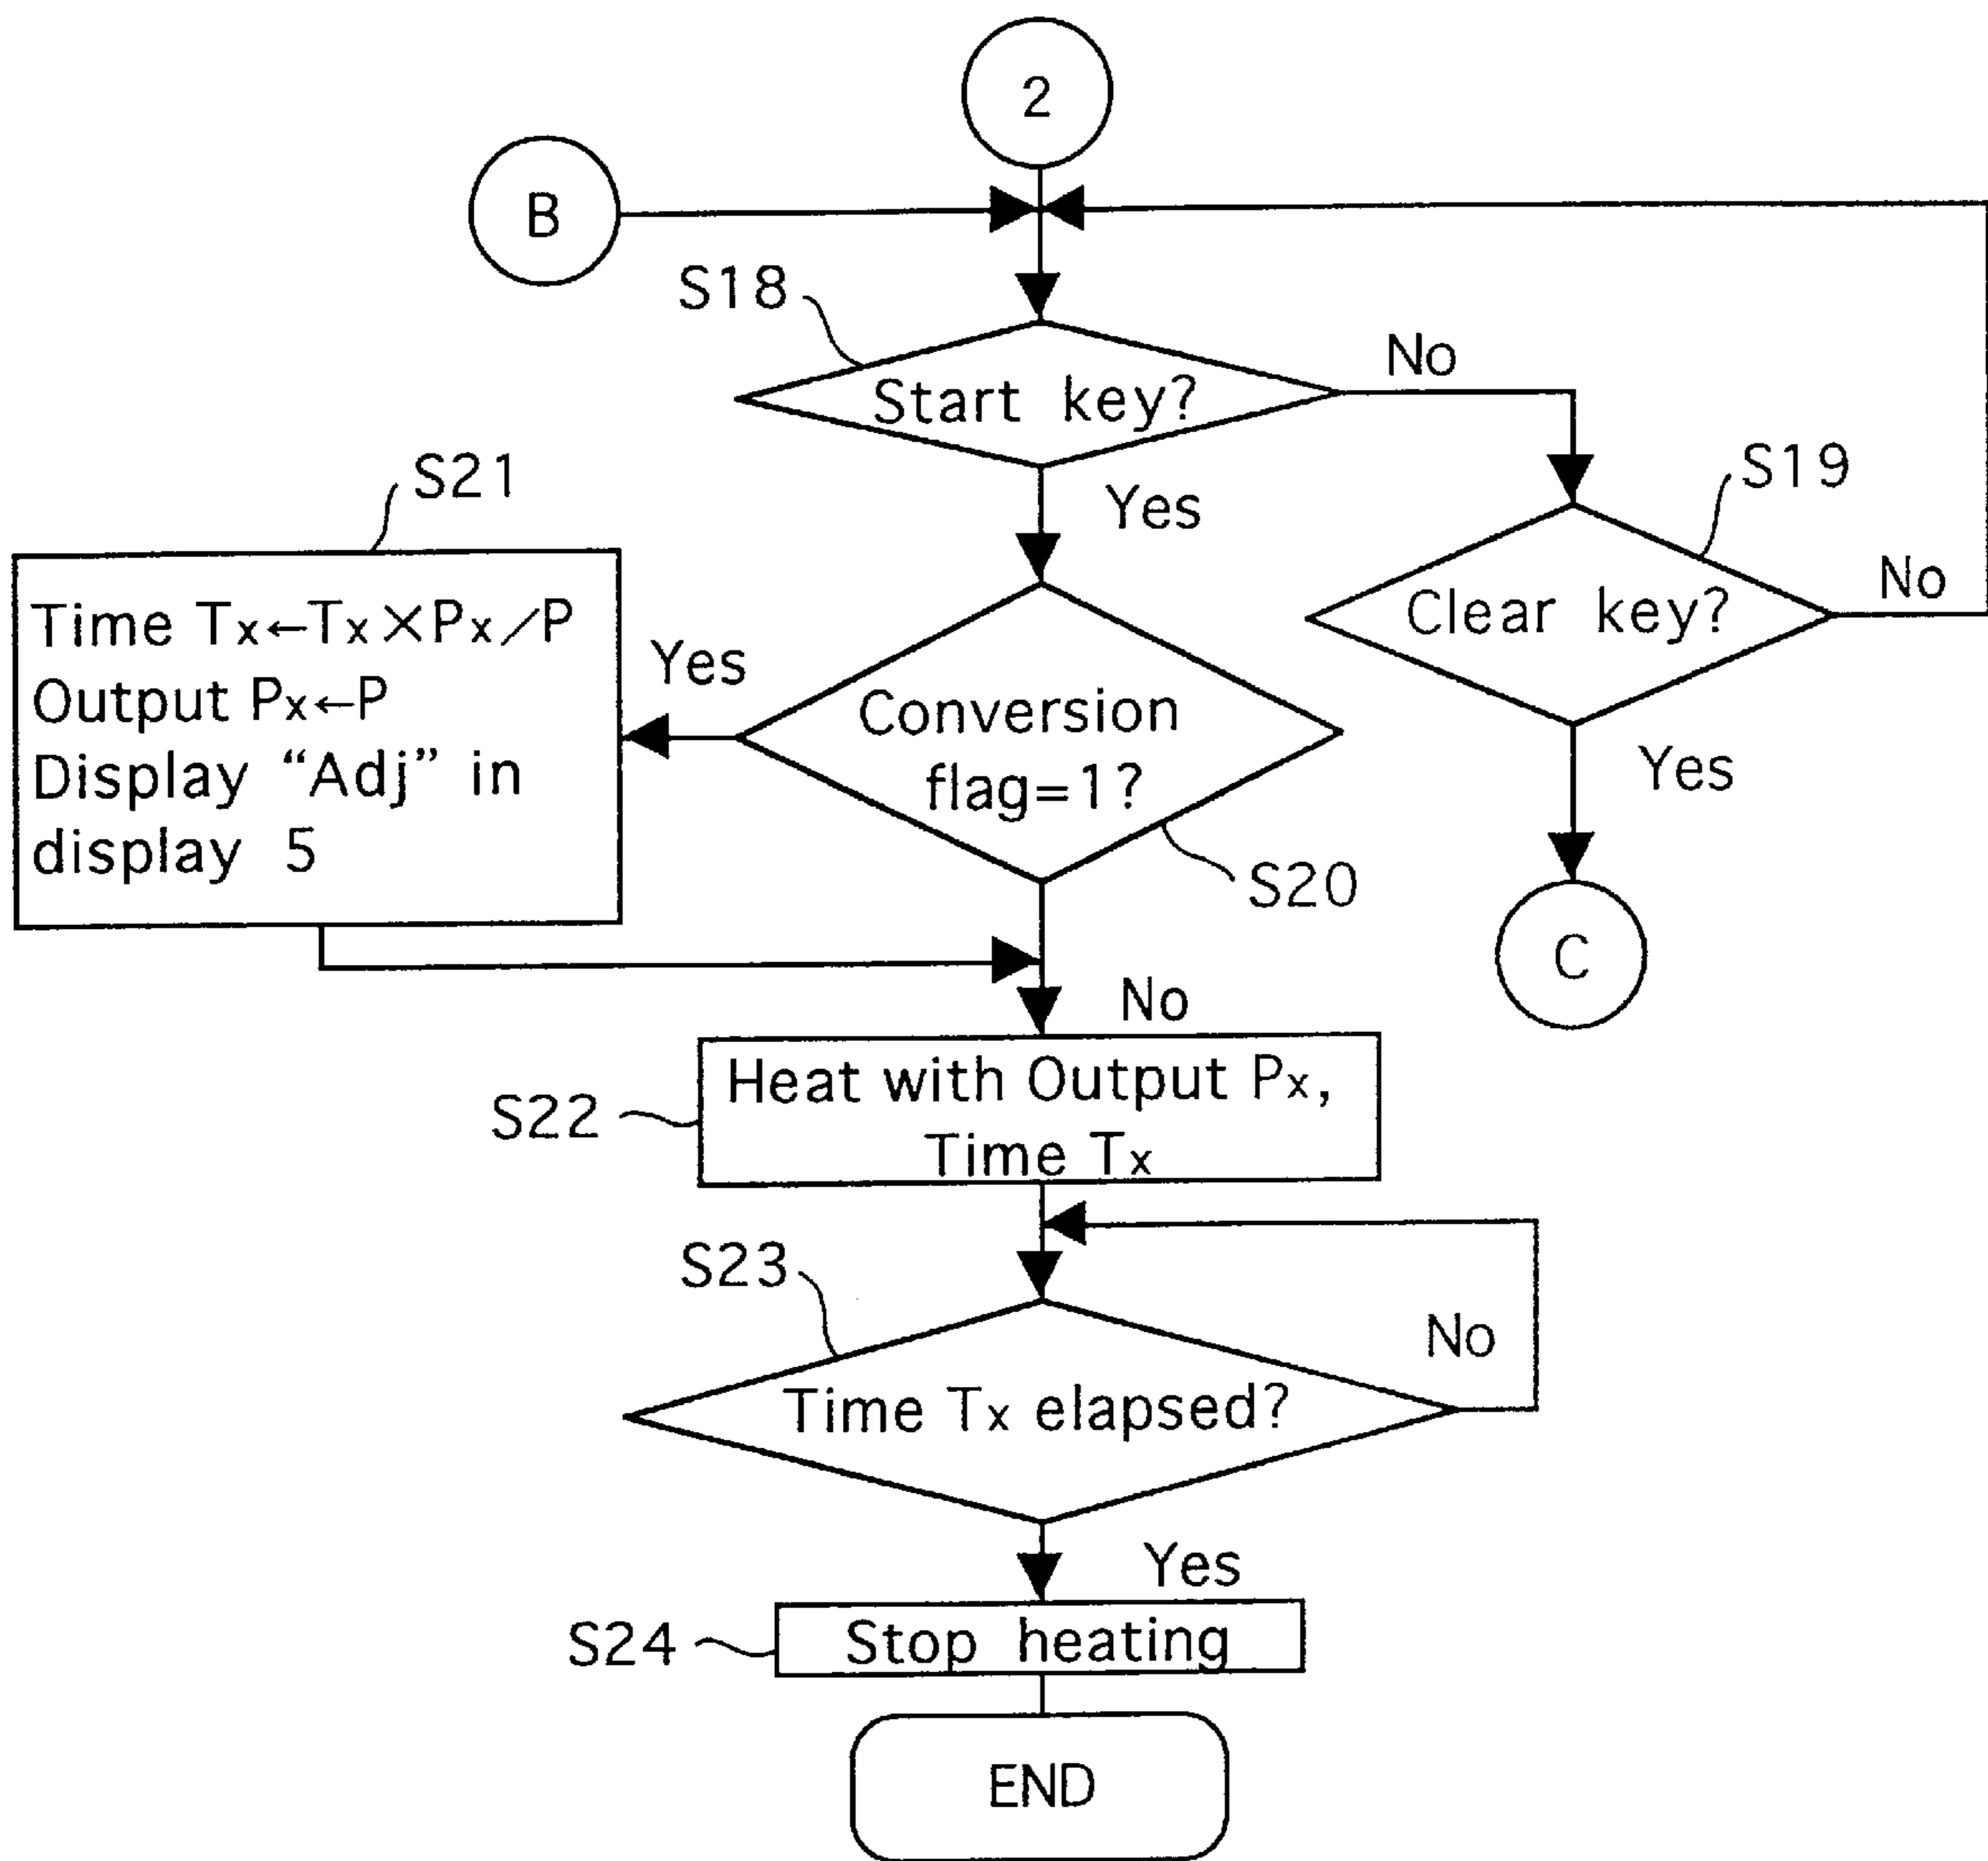 2
B
S18
Start key?
No
Yes
S19
Clear key?
No
Yes
C
S21
Time Tx←Tx×Px/P
Output Px←P
Display “Adj” in
display 5
Yes
Conversion
flag=1?
S20
No
S22
Heat with Output Px,
Time Tx
S23
Time Tx elapsed?
No
Yes
S24
Stop heating
END